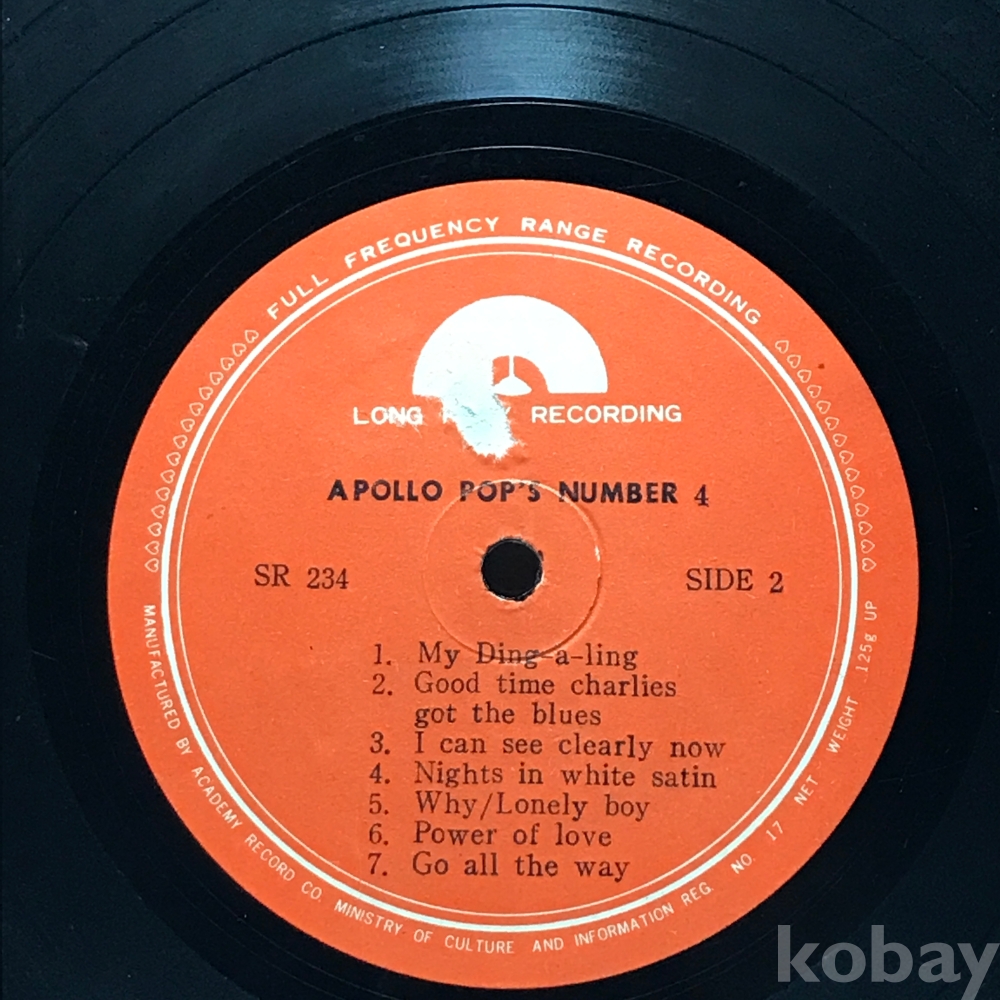 FULL FREQUENCY RANGE RECORDING
LONG RECORDING
APOLLO POP'S NUMBER 4
SR 234
SIDE 2
1. My Ding-a-ling
2. Good time charlies
got the blues
3. I can see clearly now
4. Nights in white satin
5. Why/Lonely boy
6. Power of love
7. Go all the way
MANUFACTURED BY ACADEMY RECORD CO. MINISTRY OF CULTURE AND INFORMATION REG. NO. 17 NET WEIGHT 125g UP
kobay